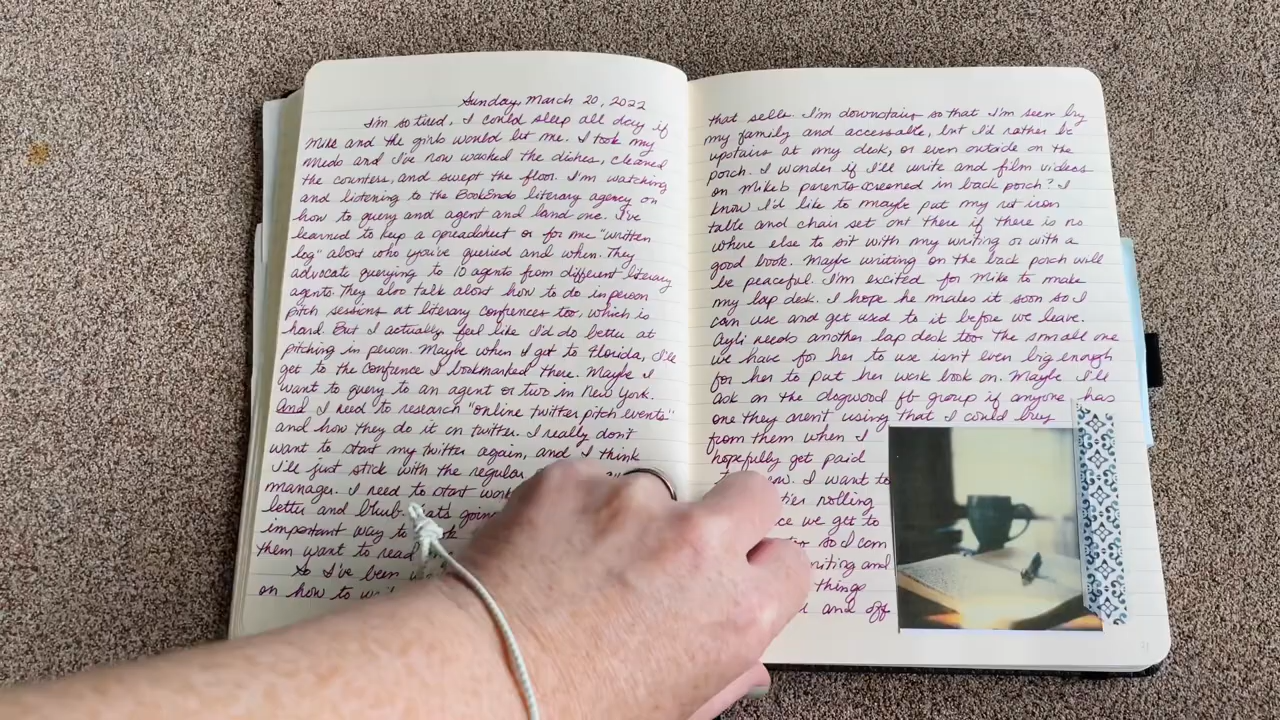 Sunday, March 20, 2022
I'm so tired, I could sleep all day if
Mike and the girls would let me. I took my
meds and I've now washed the dishes, cleaned
the counters, and swept the floor. I'm watching
and listening to the BookEnds literary agency on
how to query and agent and land one. I've
learned to keep a spreadsheet or for me "written
log" about who you've queried and when. They
advocate querying to 10 agents from different literary
agents. They also talk about how to do in person
pitch sessions at literary confrences too, which is
hard. But I actually feel like I'd do better at
pitching in person. Maybe when I get to Florida, I'll
get to the Confrence I bookmarked there. Maybe I
want to query to an agent or two in New York.
And I need to research "online twitter pitch events"
and how they do it on twitter. I really don't
want to start my twitter again, and I think
I'll just stick with the regular
manager. I need to start
letter and blurb. going
important way to
them want to read
So I've been
on how to
that sells. I'm downstairs so that I'm seen by
my family and accessable, but I'd rather be
upstairs at my desk, or even outside on the
porch. I wonder if I'll write and film videos
on Mike's parents screened in back porch? I
know I'd like to maybe put my rot iron
table and chair set out there if there is no
where else to sit with my writing or with a
good book. Maybe writing on the back porch will
be peaceful. I'm excited for Mike to make
my lap desk. I hope he makes it soon so I
can use and get used to it before we leave.
needs another lap desk too. The small one
we have for her to use isn't even big enough
for her to put her work book on. Maybe I'll
ask on the dogwood fb group if anyone has
one they aren't using that I could buy
from them when I
hopefully get paid
I want to
rolling
we get to
so I can
writing and
things
and off